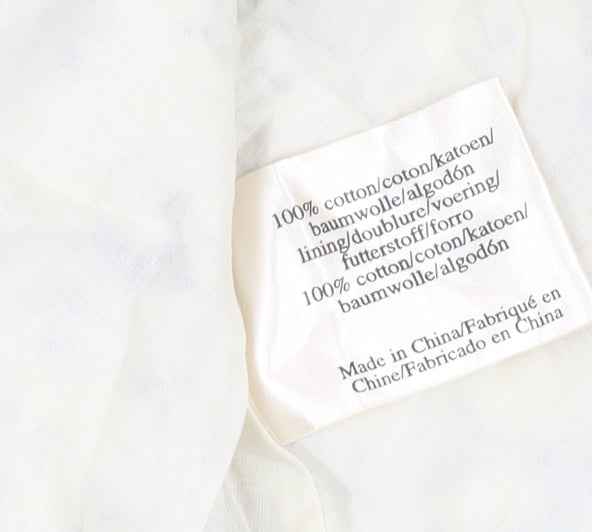 100% cotton/coton/katoen/
baumwolle/algodón
lining/doublure/voering/
futterstoff/forro
100% cotton/coton/katoen/
baumwolle/algodón
Made in China/Fabriqué en
Chine/Fabricado en China